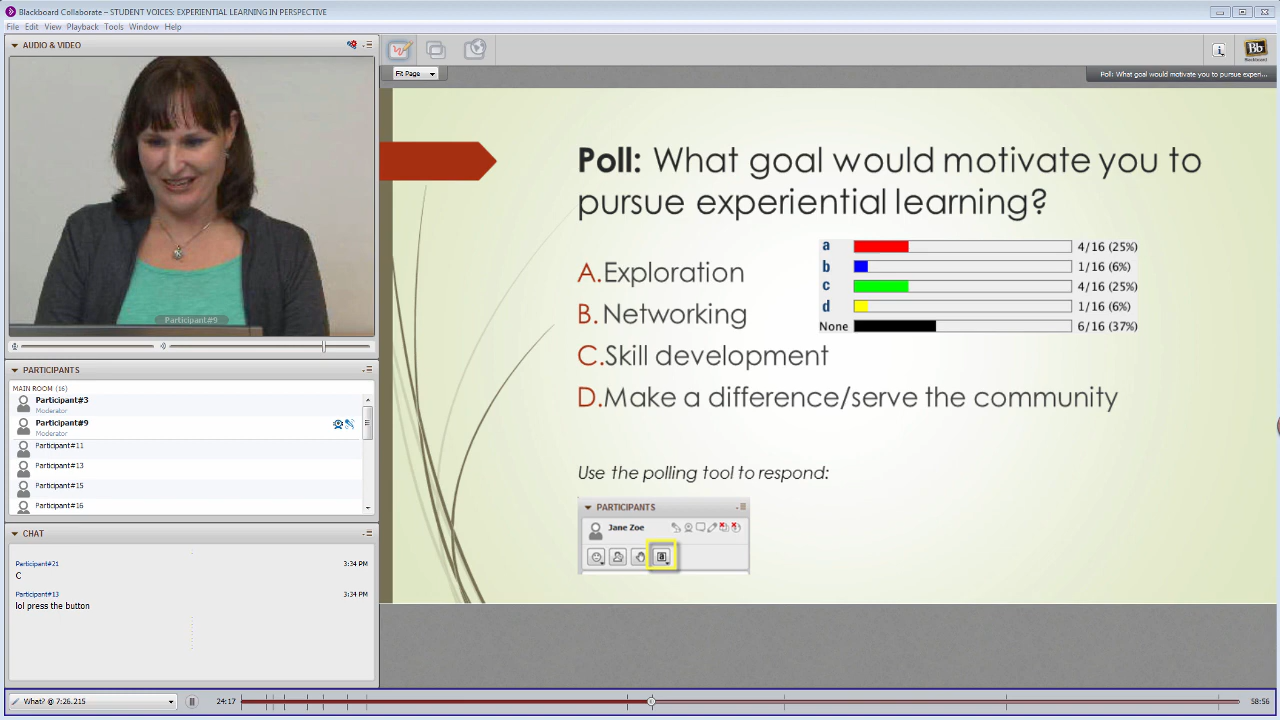 Blackboard Collaborate – STUDENT VOICES: EXPERIENTIAL LEARNING IN PERSPECTIVE
File Edit View Playback Tools Window Help
AUDIO & VIDEO
Participant#9
PARTICIPANTS
MAIN ROOM (16)
Participant#3
Moderator
Participant#9
Moderator
Participant#11
Participant#13
Participant#15
Participant#16
CHAT
Participant#21 3:34 PM
C
Participant#13 3:34 PM
lol press the button
Bb
Blackboard
Fit Page
Poll: What goal would motivate you to pursue experien...
Poll: What goal would motivate you to
pursue experiential learning?
A.Exploration
B. Networking
C.Skill development
D.Make a difference/serve the community
a 4/16 (25%)
b 1/16 (6%)
c 4/16 (25%)
d 1/16 (6%)
None 6/16 (37%)
Use the polling tool to respond:
PARTICIPANTS
Jane Zoe
a
What? @ 7:26.215
24:17
58:56